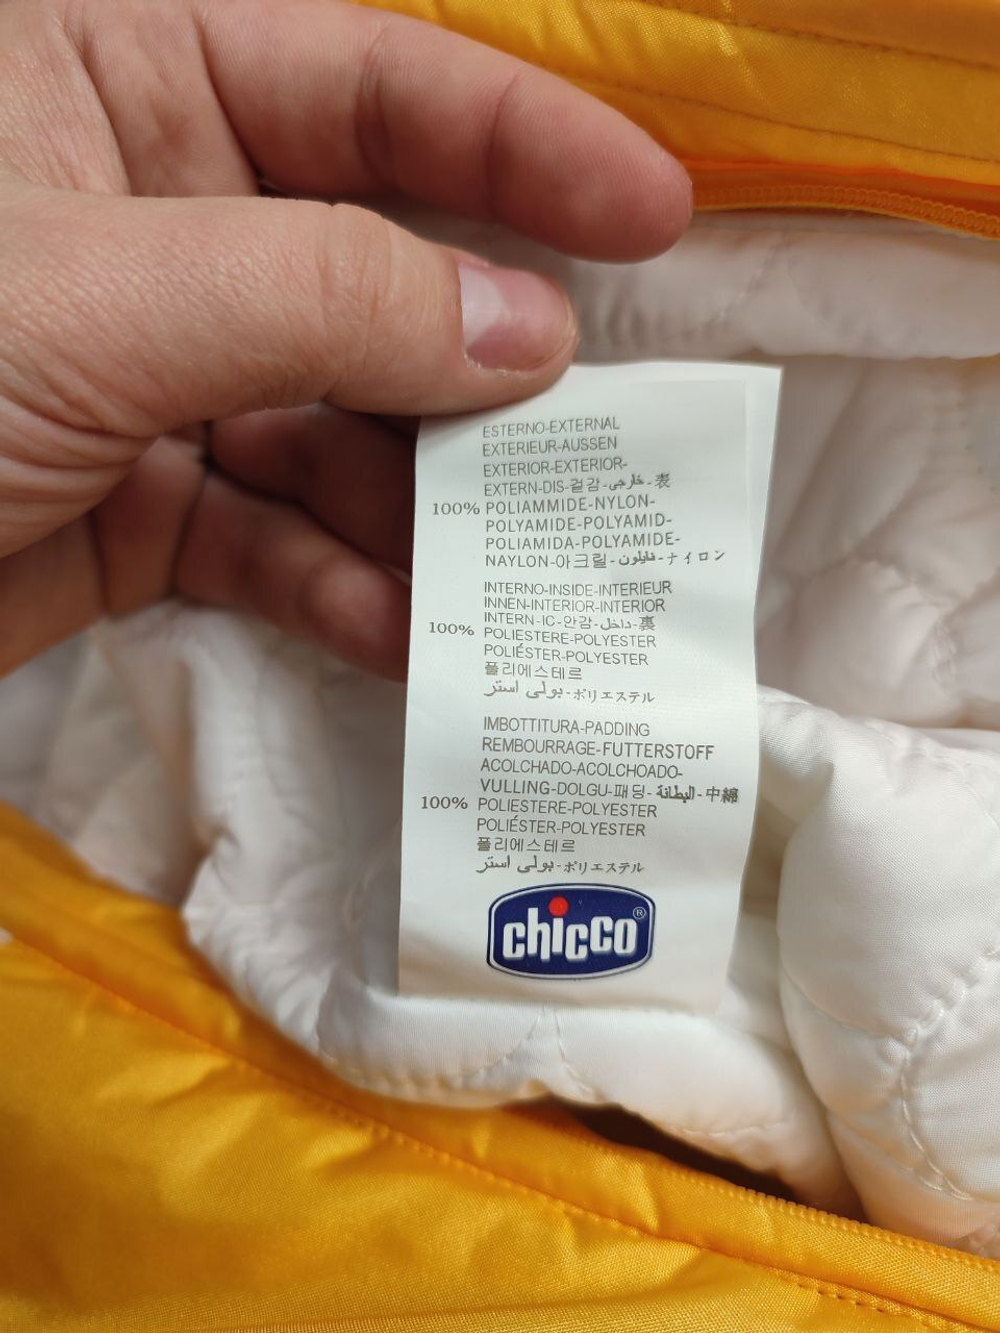 ESTERNO-EXTERNAL
EXTERIEUR-AUSSEN
EXTERIOR-EXTERIOR-
EXTERN-DIS-겉감-خارجى-表
100% POLIAMMIDE-NYLON-
POLYAMIDE-POLYAMID-
POLIAMIDA-POLYAMIDE-
NAYLON-아크릴-نايلون-ナイロン
INTERNO-INSIDE-INTERIEUR
INNEN-INTERIOR-INTERIOR
INTERN-IC-안감-داخل-裏
100% POLIESTERE-POLYESTER
POLIÉSTER-POLYESTER
폴리에스테르
بولى استر-ポリエステル
IMBOTTITURA-PADDING
REMBOURRAGE-FUTTERSTOFF
ACOLCHADO-ACOLCHOADO-
VULLING-DOLGU-패딩-البطانة-中綿
100% POLIESTERE-POLYESTER
POLIÉSTER-POLYESTER
폴리에스테르
بولى استر-ポリエステル
chicco®